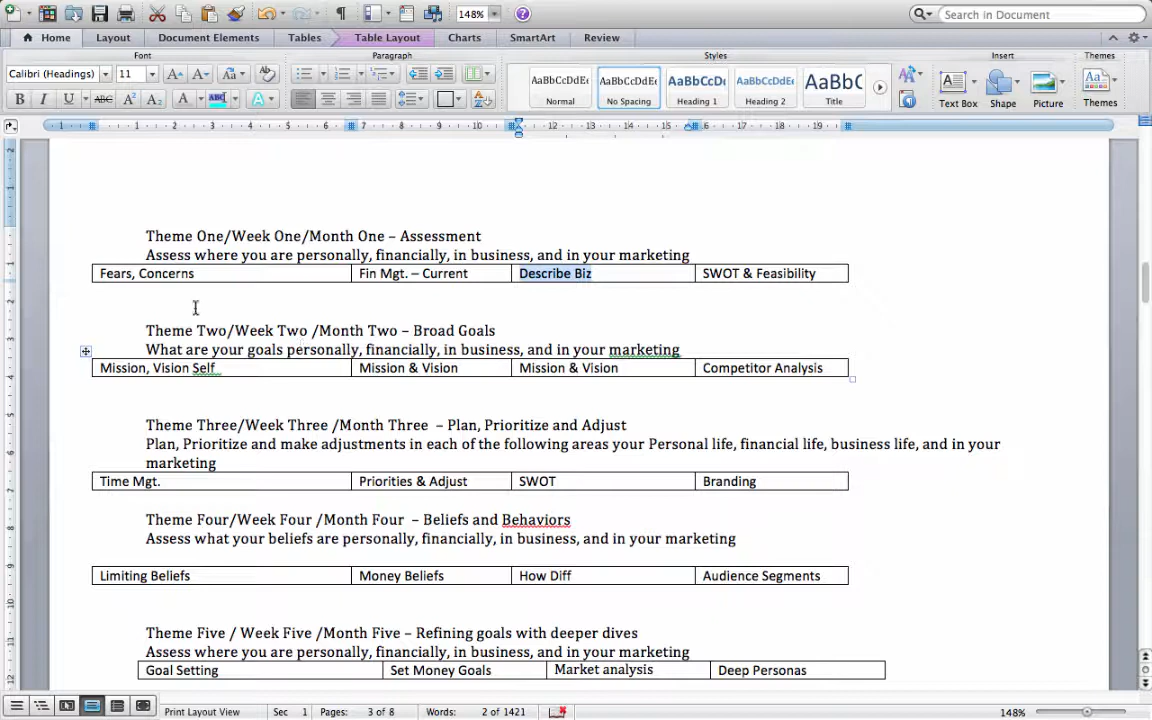 148%
Search in Document
Home
Layout
Document Elements
Tables
Table Layout
Charts
SmartArt
Review
Font
Paragraph
Styles
Insert
Themes
Calibri (Headings)
11
AaBbCcDdEe
Normal
AaBbCcDdEe
No Spacing
AaBbCcDc
Heading 1
AaBbCcDdEe
Heading 2
AaBbC
Title
Text Box
Shape
Picture
Themes
Theme One/Week One/Month One – Assessment
Assess where you are personally, financially, in business, and in your marketing
Fears, Concerns Fin Mgt. – Current Describe Biz SWOT & Feasibility
Theme Two/Week Two /Month Two – Broad Goals
What are your goals personally, financially, in business, and in your marketing
Mission, Vision Self Mission & Vision Mission & Vision Competitor Analysis
Theme Three/Week Three /Month Three – Plan, Prioritize and Adjust
Plan, Prioritize and make adjustments in each of the following areas your Personal life, financial life, business life, and in your
marketing
Time Mgt. Priorities & Adjust SWOT Branding
Theme Four/Week Four /Month Four – Beliefs and Behaviors
Assess what your beliefs are personally, financially, in business, and in your marketing
Limiting Beliefs Money Beliefs How Diff Audience Segments
Theme Five / Week Five /Month Five – Refining goals with deeper dives
Assess where you are personally, financially, in business, and in your marketing
Goal Setting Set Money Goals Market analysis Deep Personas
Print Layout View Sec 1 Pages: 3 of 8 Words: 2 of 1421 148%